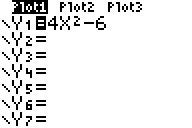 Plot1 Plot2 Plot3
\Y₁=4X²-6
\Y₂=
\Y₃=
\Y₄=
\Y₅=
\Y₆=
\Y₇=